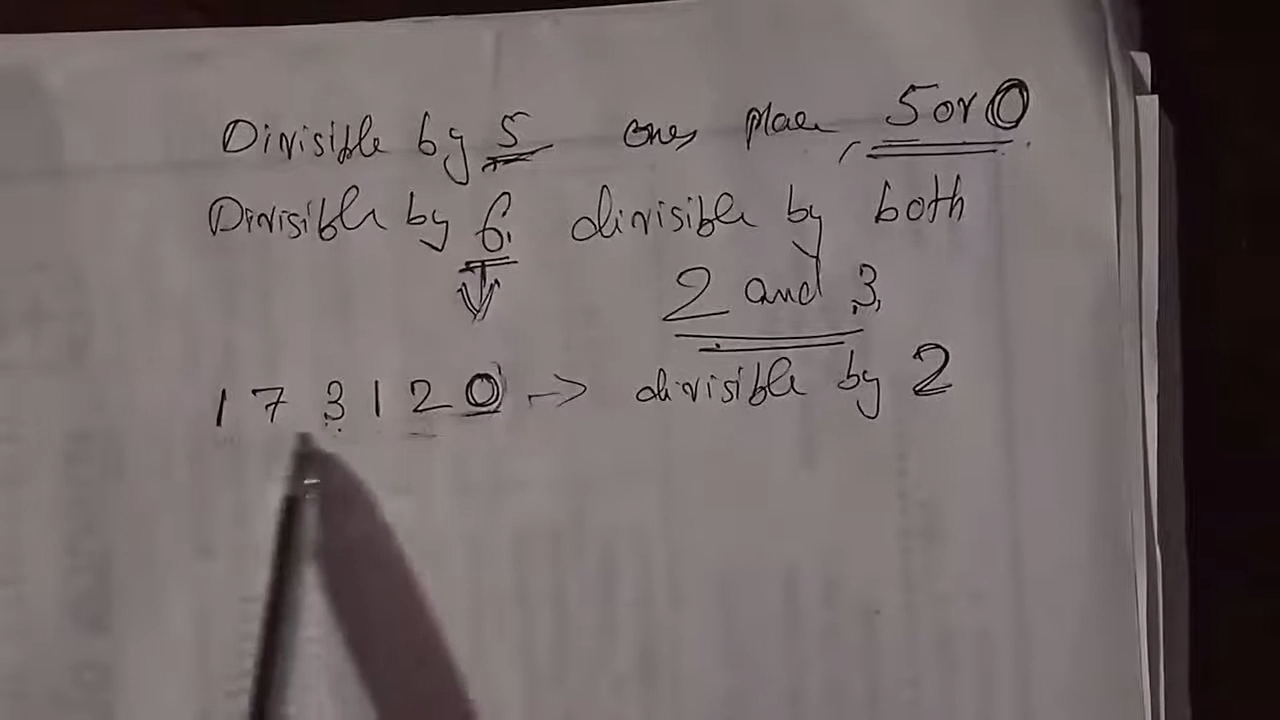 Divisible by 5 ones place, 5 or 0
Divisible by 6. divisible by both
2 and 3
173120 -> divisible by 2